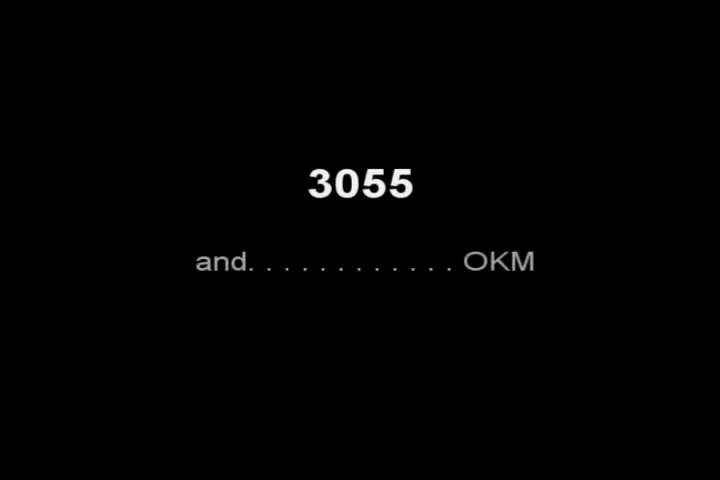 3055
and. . . . . . . . . . . . OKM